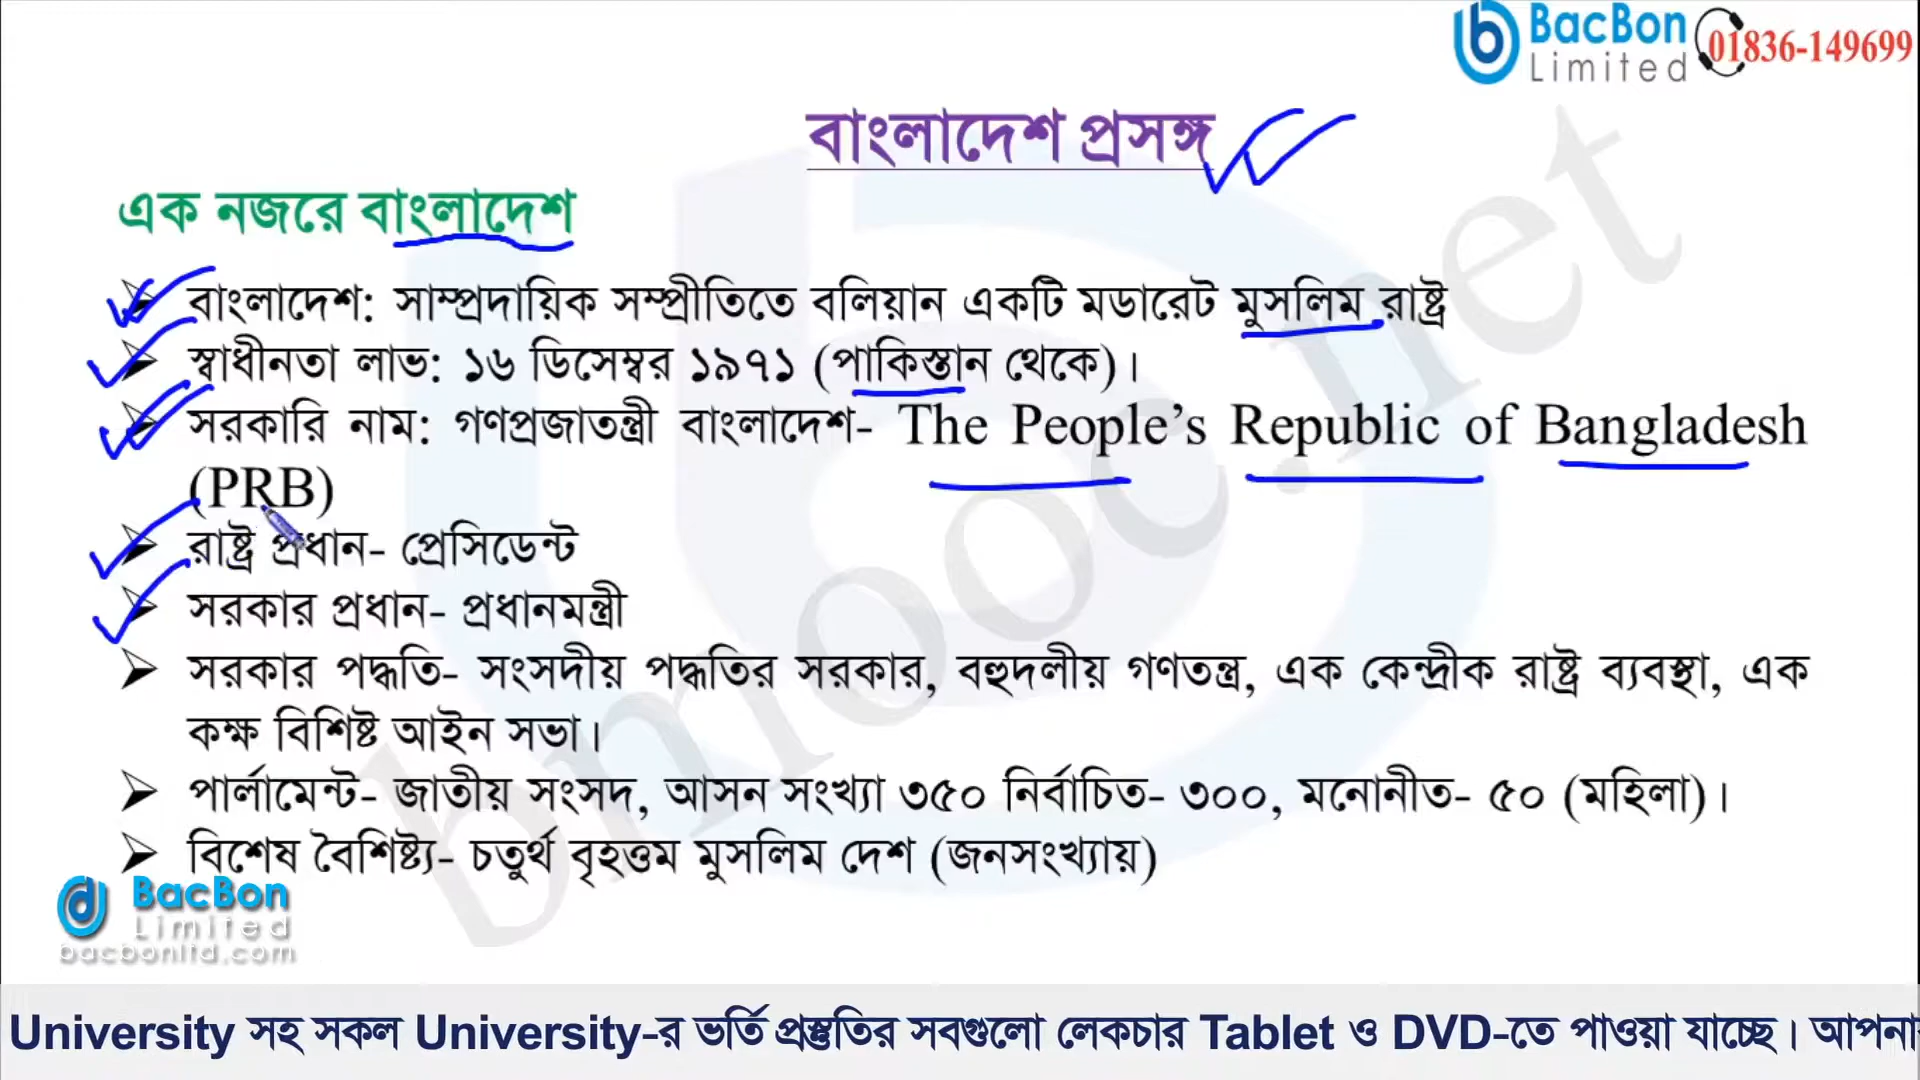 BacBon
Limited
01836-149699
বাংলাদেশ প্রসঙ্গ
এক নজরে বাংলাদেশ
➢ বাংলাদেশ: সাম্প্রদায়িক সম্প্রীতিতে বলিয়ান একটি মডারেট মুসলিম রাষ্ট্র
➢ স্বাধীনতা লাভ: ১৬ ডিসেম্বর ১৯৭১ (পাকিস্তান থেকে)।
➢ সরকারি নাম: গণপ্রজাতন্ত্রী বাংলাদেশ- The People’s Republic of Bangladesh
(PRB)
➢ রাষ্ট্র প্রধান- প্রেসিডেন্ট
➢ সরকার প্রধান- প্রধানমন্ত্রী
➢ সরকার পদ্ধতি- সংসদীয় পদ্ধতির সরকার, বহুদলীয় গণতন্ত্র, এক কেন্দ্রীক রাষ্ট্র ব্যবস্থা, এক
কক্ষ বিশিষ্ট আইন সভা।
➢ পার্লামেন্ট- জাতীয় সংসদ, আসন সংখ্যা ৩৫০ নির্বাচিত- ৩০০, মনোনীত- ৫০ (মহিলা)।
➢ বিশেষ বৈশিষ্ট্য- চতুর্থ বৃহত্তম মুসলিম দেশ (জনসংখ্যায়)
bmooc.net
BacBon
Limited
bacbonltd.com
University সহ সকল University-র ভর্তি প্রস্তুতির সবগুলো লেকচার Tablet ও DVD-তে পাওয়া যাচ্ছে। আপনার